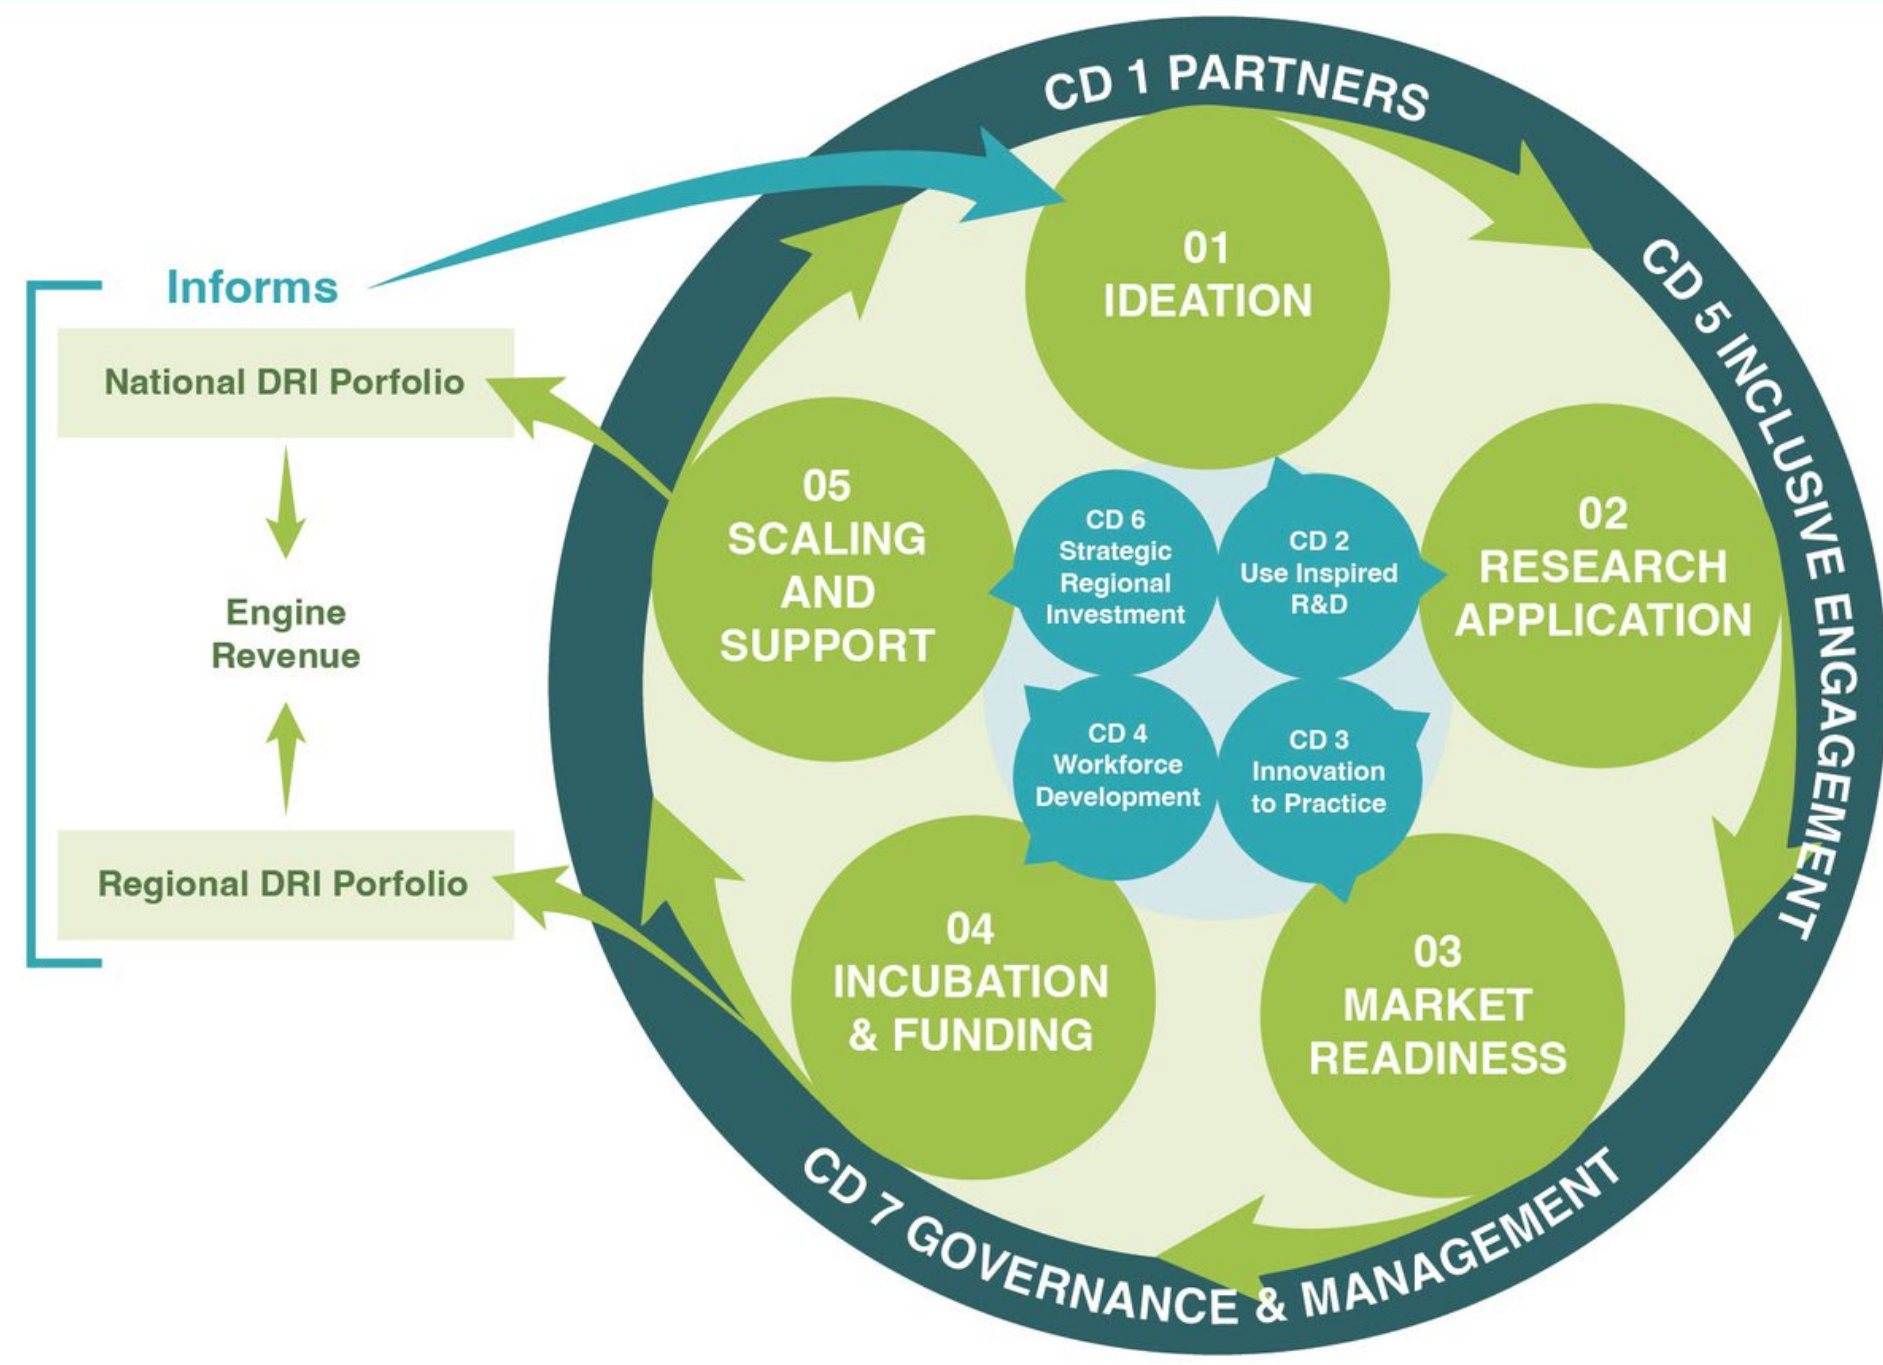 CD 1 PARTNERS
CD 5 INCLUSIVE ENGAGEMENT
CD 7 GOVERNANCE & MANAGEMENT
Informs
National DRI Porfolio
Engine
Revenue
Regional DRI Porfolio
01
IDEATION
02
RESEARCH
APPLICATION
03
MARKET
READINESS
04
INCUBATION
& FUNDING
05
SCALING
AND
SUPPORT
CD 6
Strategic
Regional
Investment
CD 2
Use Inspired
R&D
CD 4
Workforce
Development
CD 3
Innovation
to Practice